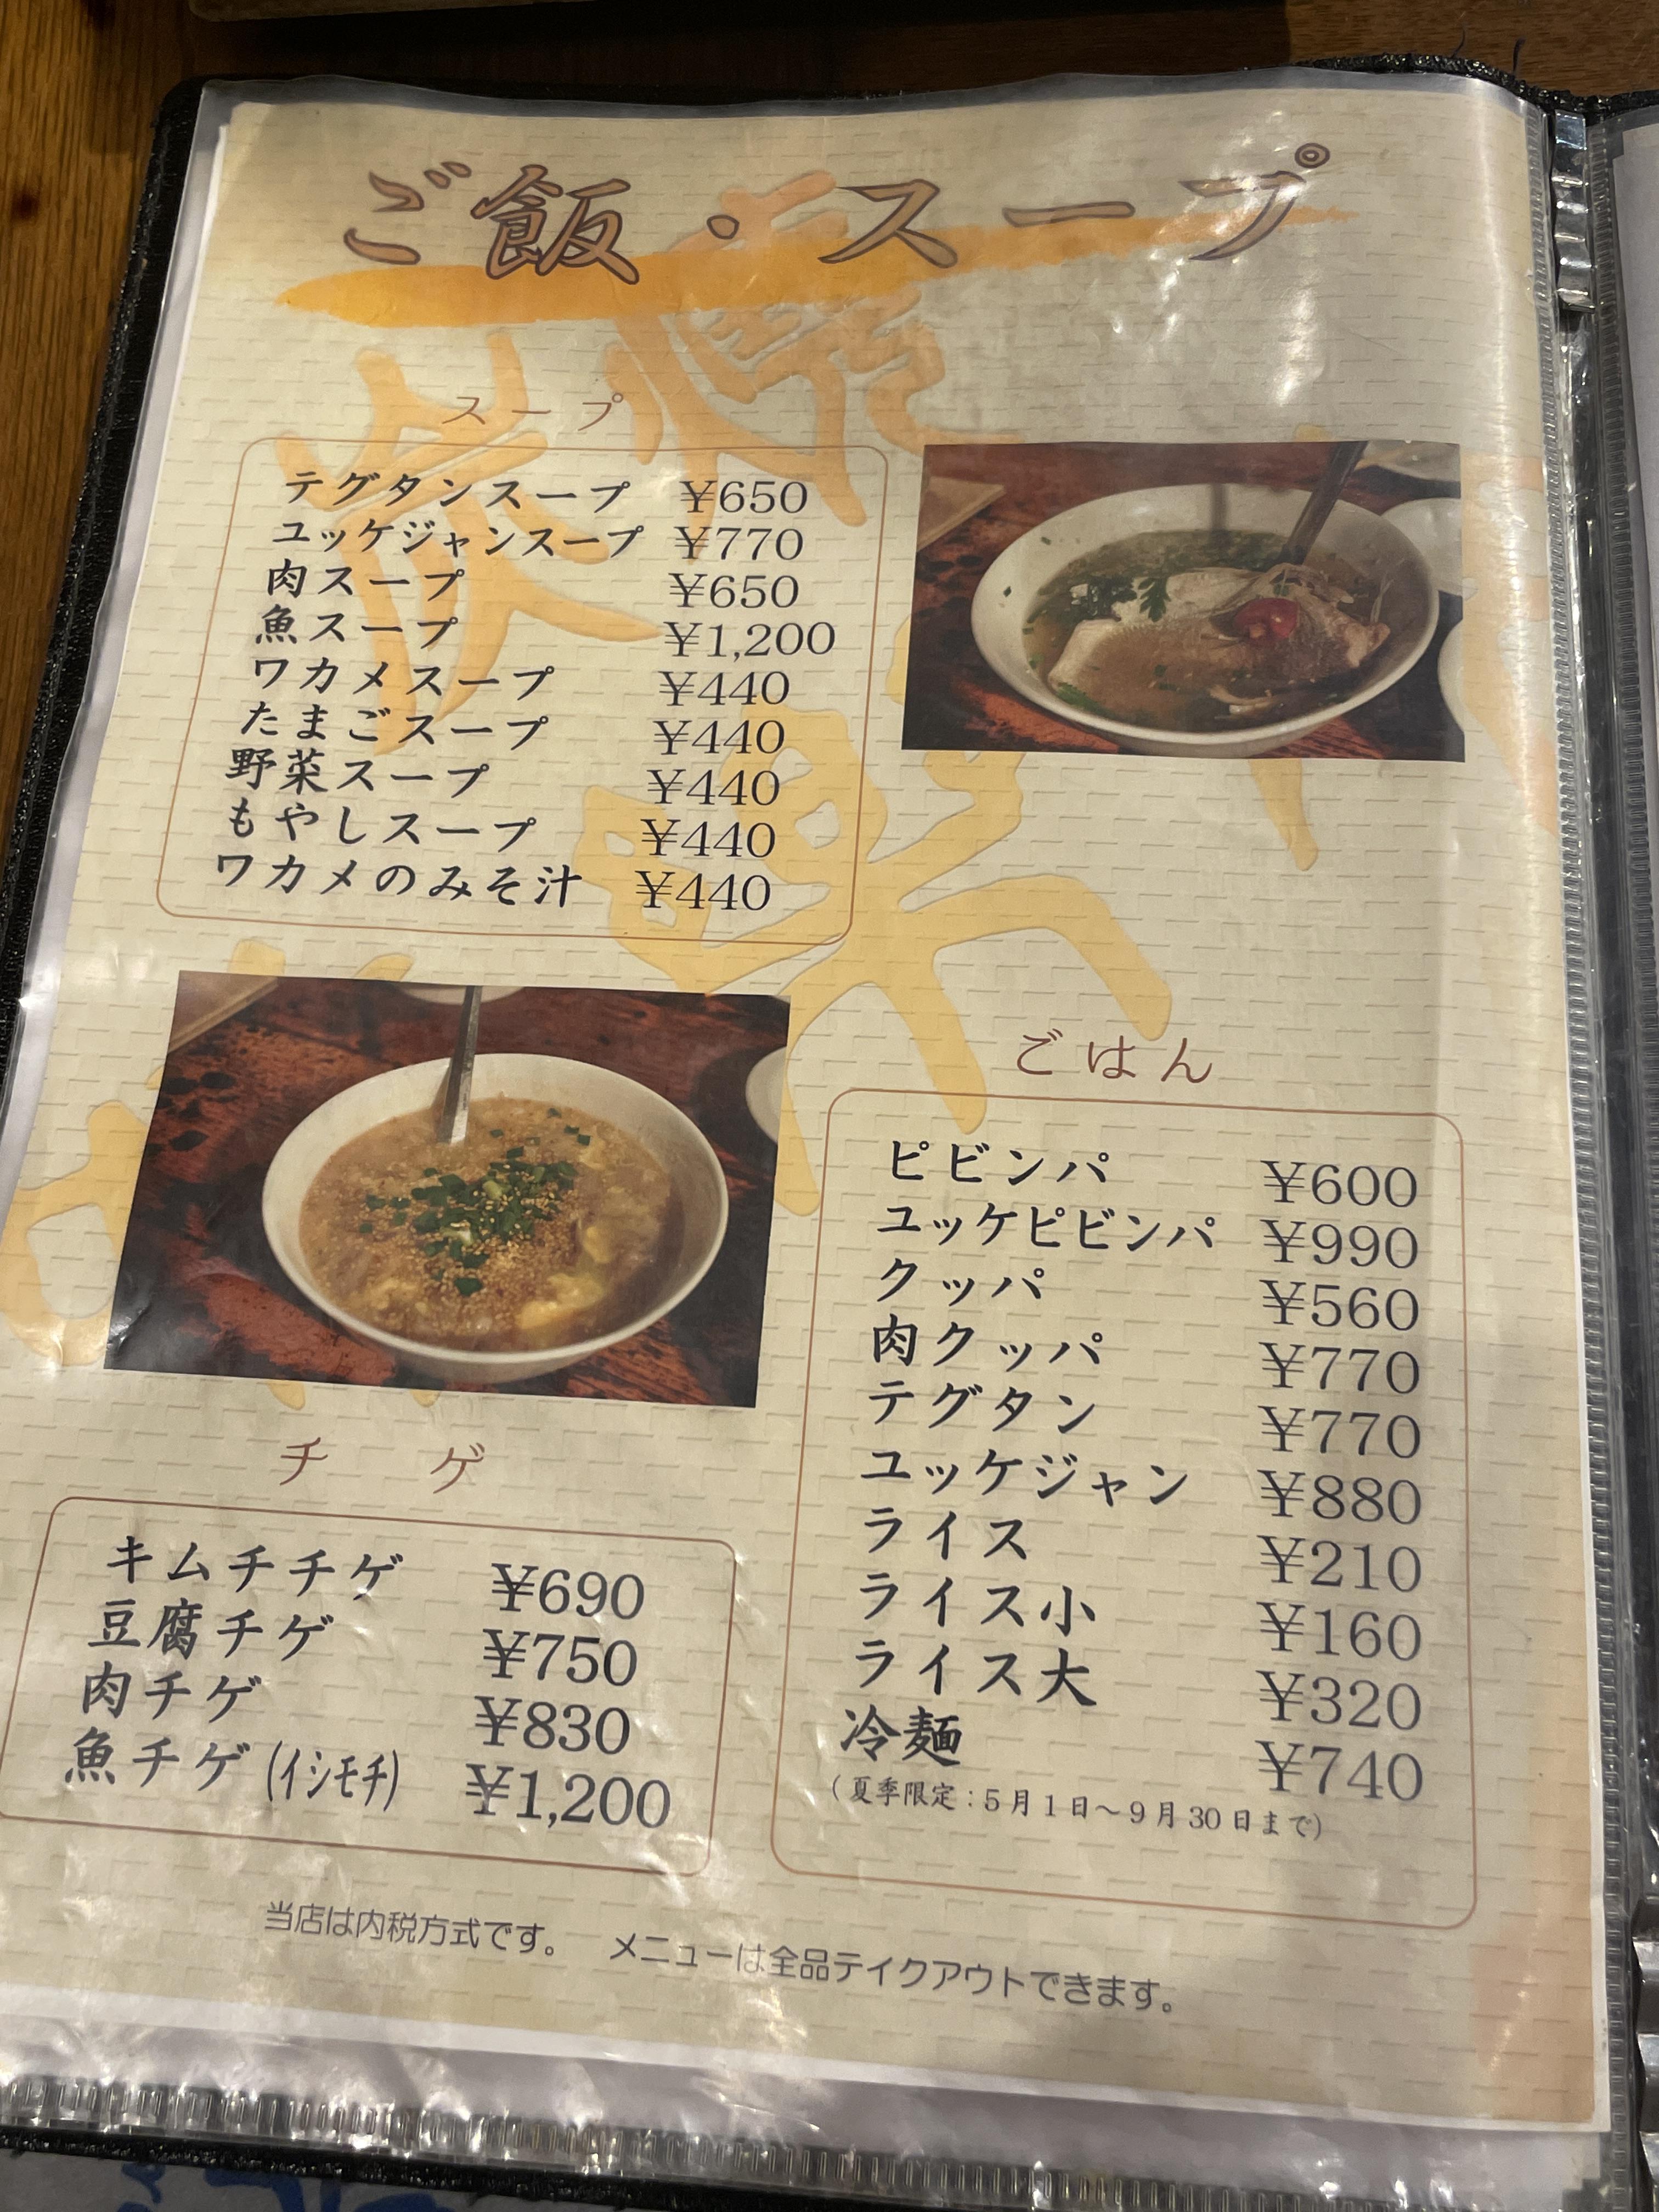 ご飯・スープ
スープ
テグタンスープ ¥650
ユッケジャンスープ ¥770
肉スープ ¥650
魚スープ ¥1,200
ワカメスープ ¥440
たまごスープ ¥440
野菜スープ ¥440
もやしスープ ¥440
ワカメのみそ汁 ¥440
ごはん
ピビンパ ¥600
ユッケピビンパ ¥990
クッパ ¥560
肉クッパ ¥770
テグタン ¥770
ユッケジャン ¥880
ライス ¥210
ライス小 ¥160
ライス大 ¥320
冷麺 ¥740
(夏季限定:5月1日～9月30日まで)
チゲ
キムチチゲ ¥690
豆腐チゲ ¥750
肉チゲ ¥830
魚チゲ(イシモチ) ¥1,200
当店は内税方式です。 メニューは全品テイクアウトできます。